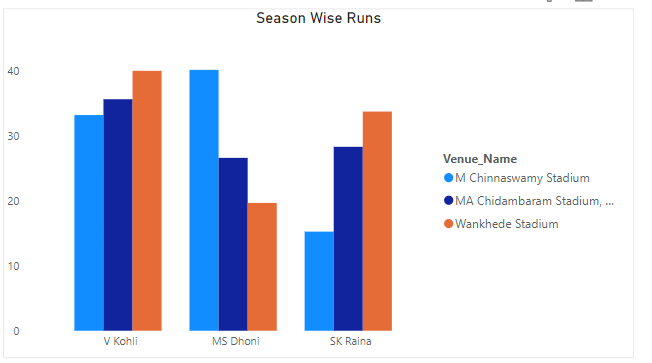 Season Wise Runs
40
30
20
10
0
V Kohli
MS Dhoni
SK Raina
Venue_Name
M Chinnaswamy Stadium
MA Chidambaram Stadium, ...
Wankhede Stadium